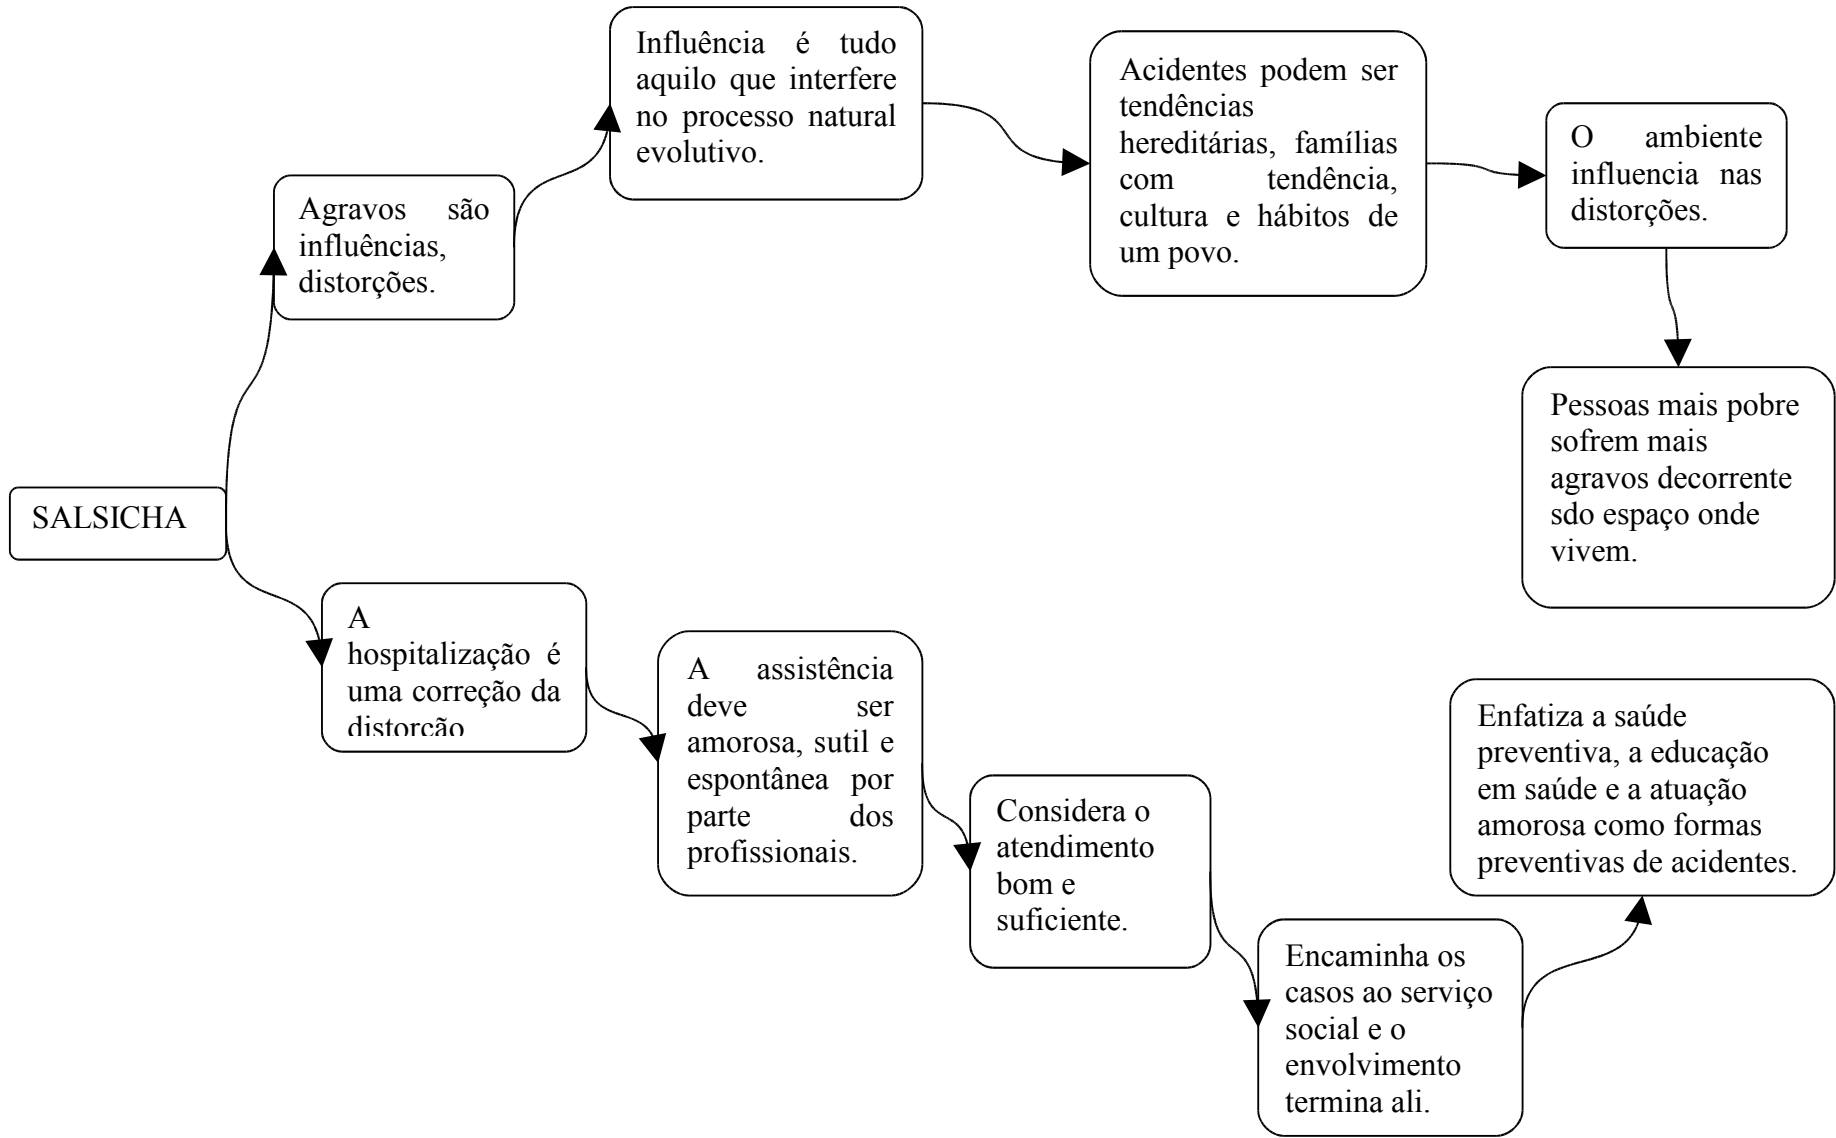 SALSICHA
Agravos são
influências,
distorções.
Influência é tudo
aquilo que interfere
no processo natural
evolutivo.
Acidentes podem ser
tendências
hereditárias, famílias
com tendência,
cultura e hábitos de
um povo.
O ambiente
influencia nas
distorções.
Pessoas mais pobre
sofrem mais
agravos decorrente
sdo espaço onde
vivem.
A
hospitalização é
uma correção da
distorção
A assistência
deve ser
amorosa, sutil e
espontânea por
parte dos
profissionais.
Considera o
atendimento
bom e
suficiente.
Encaminha os
casos ao serviço
social e o
envolvimento
termina ali.
Enfatiza a saúde
preventiva, a educação
em saúde e a atuação
amorosa como formas
preventivas de acidentes.